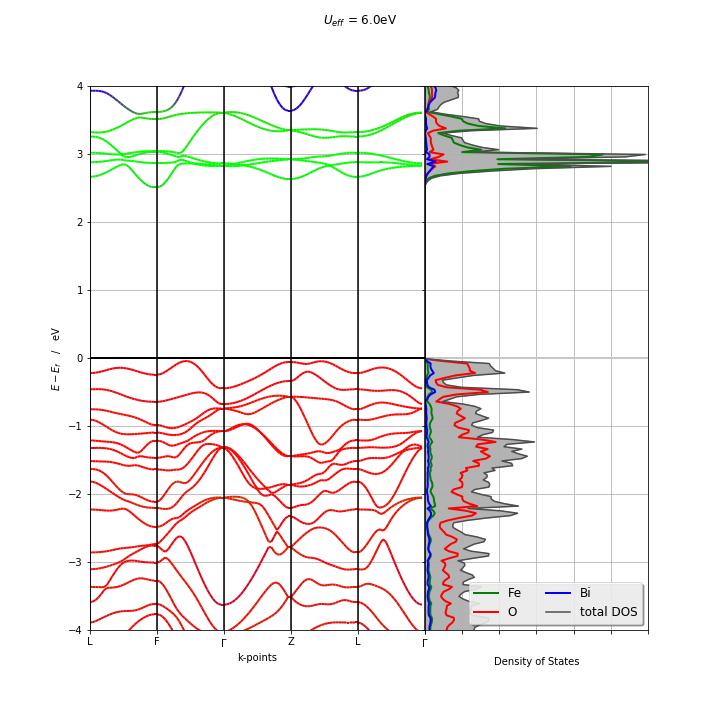 U_eff = 6.0eV
E − E_f / eV
4
3
2
1
0
−1
−2
−3
−4
L F Γ Z L Γ
k-points
Density of States
Fe Bi
O total DOS